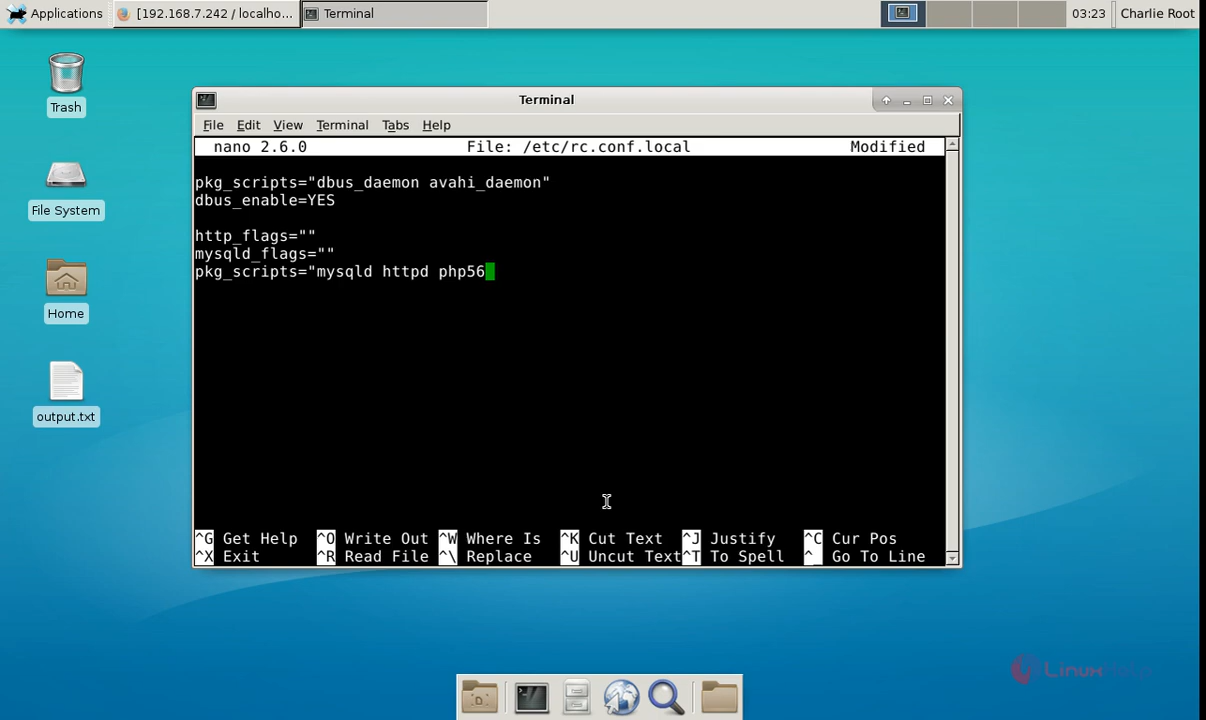 Applications
[192.168.7.242 / localho...
Terminal
03:23
Charlie Root
Trash
File System
Home
output.txt
Terminal
File Edit View Terminal Tabs Help
nano 2.6.0 File: /etc/rc.conf.local Modified
pkg_scripts="dbus_daemon avahi_daemon"
dbus_enable=YES
http_flags=""
mysqld_flags=""
pkg_scripts="mysqld httpd php56
^G Get Help ^O Write Out ^W Where Is ^K Cut Text ^J Justify ^C Cur Pos
^X Exit ^R Read File ^\ Replace ^U Uncut Text ^T To Spell ^_ Go To Line
LinuxHelp